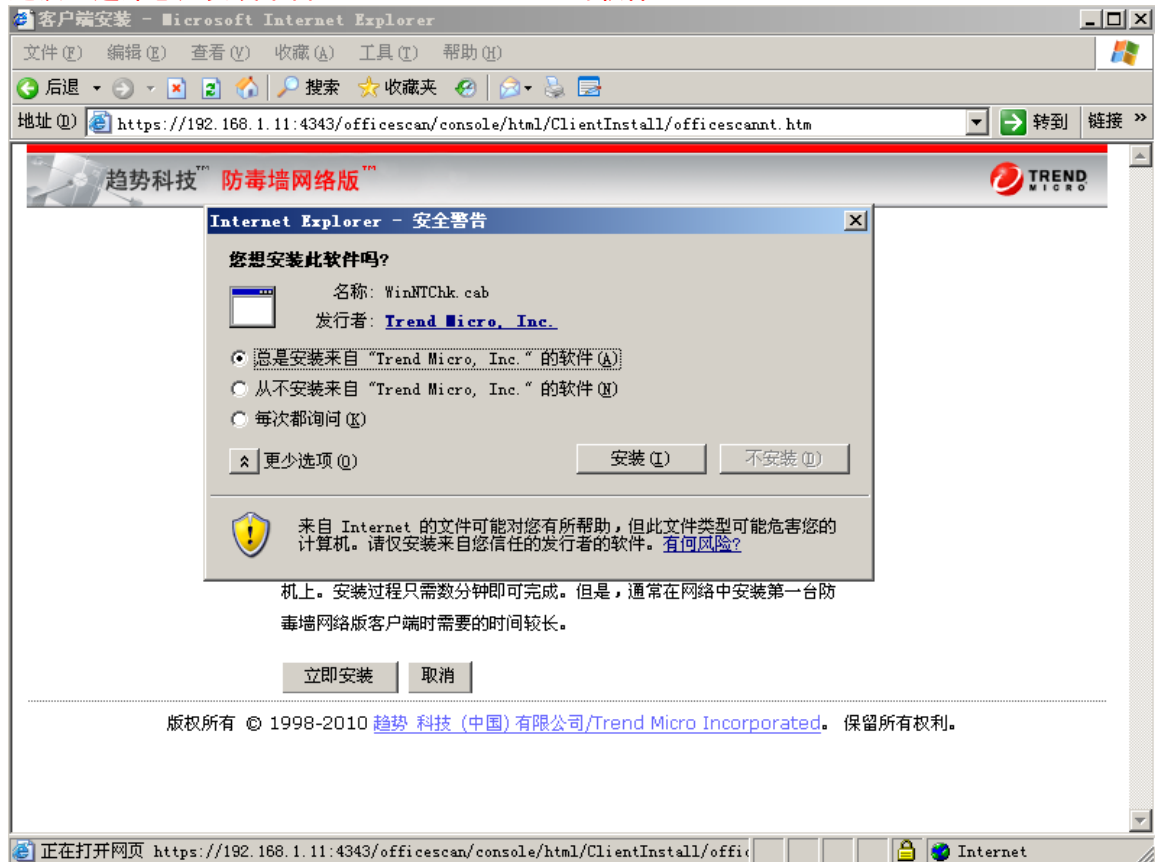 客户端安装 - Microsoft Internet Explorer
文件(F) 编辑(E) 查看(V) 收藏(A) 工具(T) 帮助(H)
后退 搜索 收藏夹
地址(D) https://192.168.1.11:4343/officescan/console/html/ClientInstall/officescannt.htm 转到 链接 »
趋势科技™ 防毒墙网络版™ TREND MICRO
Internet Explorer - 安全警告
您想安装此软件吗?
名称: WinNTChk.cab
发行者: Trend Micro, Inc.
总是安装来自 “Trend Micro, Inc.” 的软件(A)
从不安装来自 “Trend Micro, Inc.” 的软件(N)
每次都询问(K)
更少选项(O) 安装(I) 不安装(D)
来自 Internet 的文件可能对您有所帮助,但此文件类型可能危害您的
计算机。请仅安装来自您信任的发行者的软件。有何风险?
机上。安装过程只需数分钟即可完成。但是,通常在网络中安装第一台防
毒墙网络版客户端时需要的时间较长。
立即安装 取消
版权所有 © 1998-2010 趋势 科技 (中国) 有限公司/Trend Micro Incorporated。 保留所有权利。
正在打开网页 https://192.168.1.11:4343/officescan/console/html/ClientInstall/offic Internet